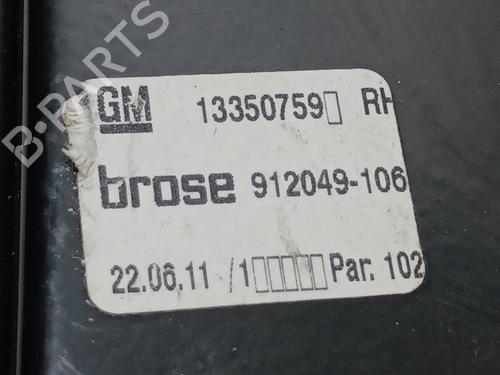 B-PARTS
GM 13350759▯ RH
brose 912049-106
22.06.11 /1▯▯▯▯▯ Par. 102